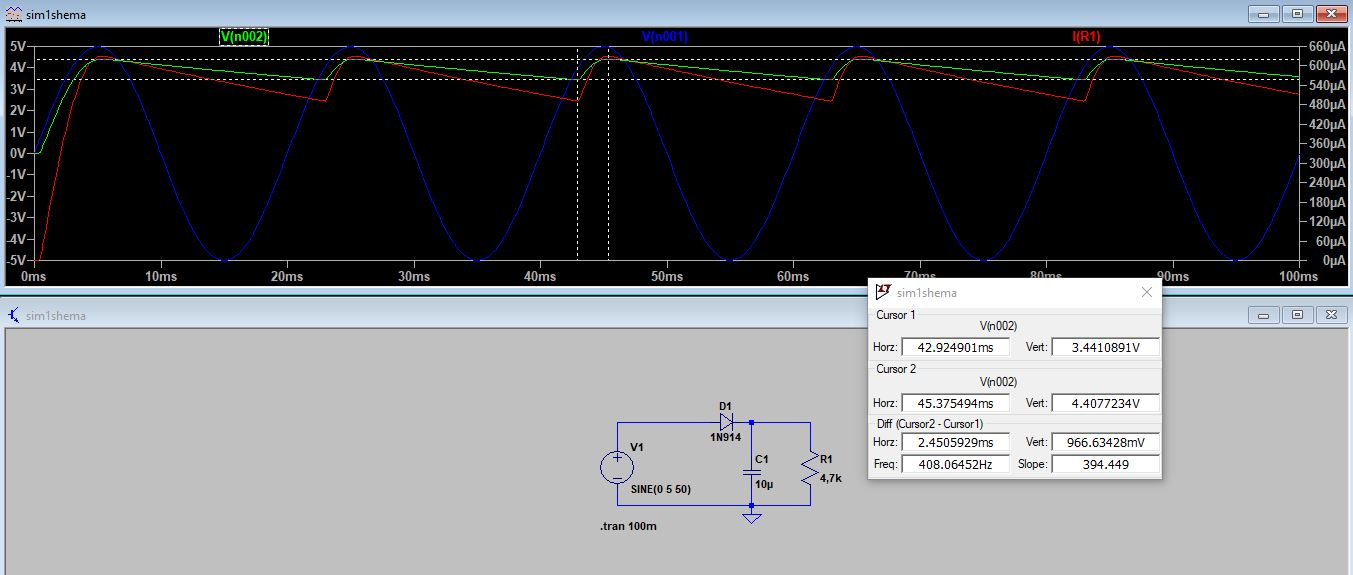 sim1shema
V(n002) V(n001) I(R1)
5V 660µA
4V 600µA
3V 540µA
2V 480µA
1V 420µA
0V 360µA
-1V 300µA
-2V 240µA
-3V 180µA
-4V 120µA
60µA
-5V 0µA
0ms 10ms 20ms 30ms 40ms 50ms 60ms 70ms 80ms 90ms 100ms
sim1shema
Cursor 1
V(n002)
Horz: 42.924901ms Vert: 3.4410891V
Cursor 2
V(n002)
Horz: 45.375494ms Vert: 4.4077234V
Diff (Cursor2 - Cursor1)
Horz: 2.4505929ms Vert: 966.63428mV
Freq: 408.06452Hz Slope: 394.449
sim1shema
D1
1N914
V1
SINE(0 5 50)
C1
10µ
R1
4,7k
.tran 100m